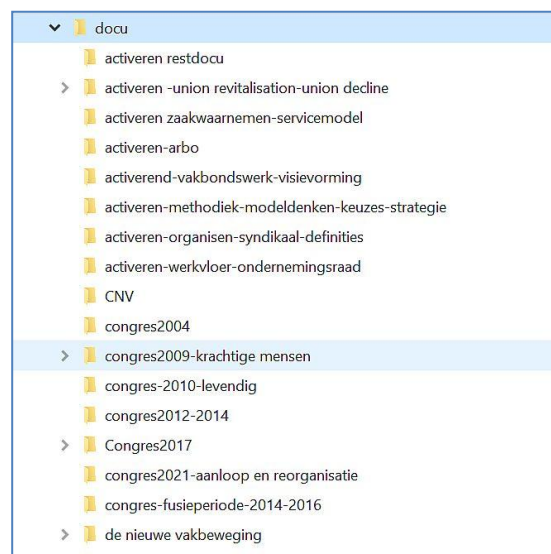 docu
activeren restdocu
activeren -union revitalisation-union decline
activeren zaakwaarnemen-servicemodel
activeren-arbo
activerend-vakbondswerk-visievorming
activeren-methodiek-modeldenken-keuzes-strategie
activeren-organisen-syndikaal-definities
activeren-werkvloer-ondernemingsraad
CNV
congres2004
congres2009-krachtige mensen
congres-2010-levendig
congres2012-2014
Congres2017
congres2021-aanloop en reorganisatie
congres-fusieperiode-2014-2016
de nieuwe vakbeweging